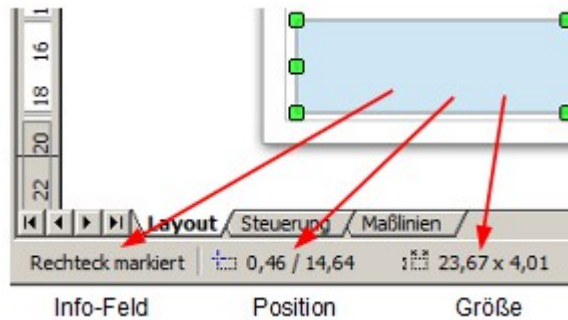 16
18
20
22
Layout Steuerung Maßlinien
Rechteck markiert 0,46 / 14,64 23,67 x 4,01
Info-Feld Position Größe